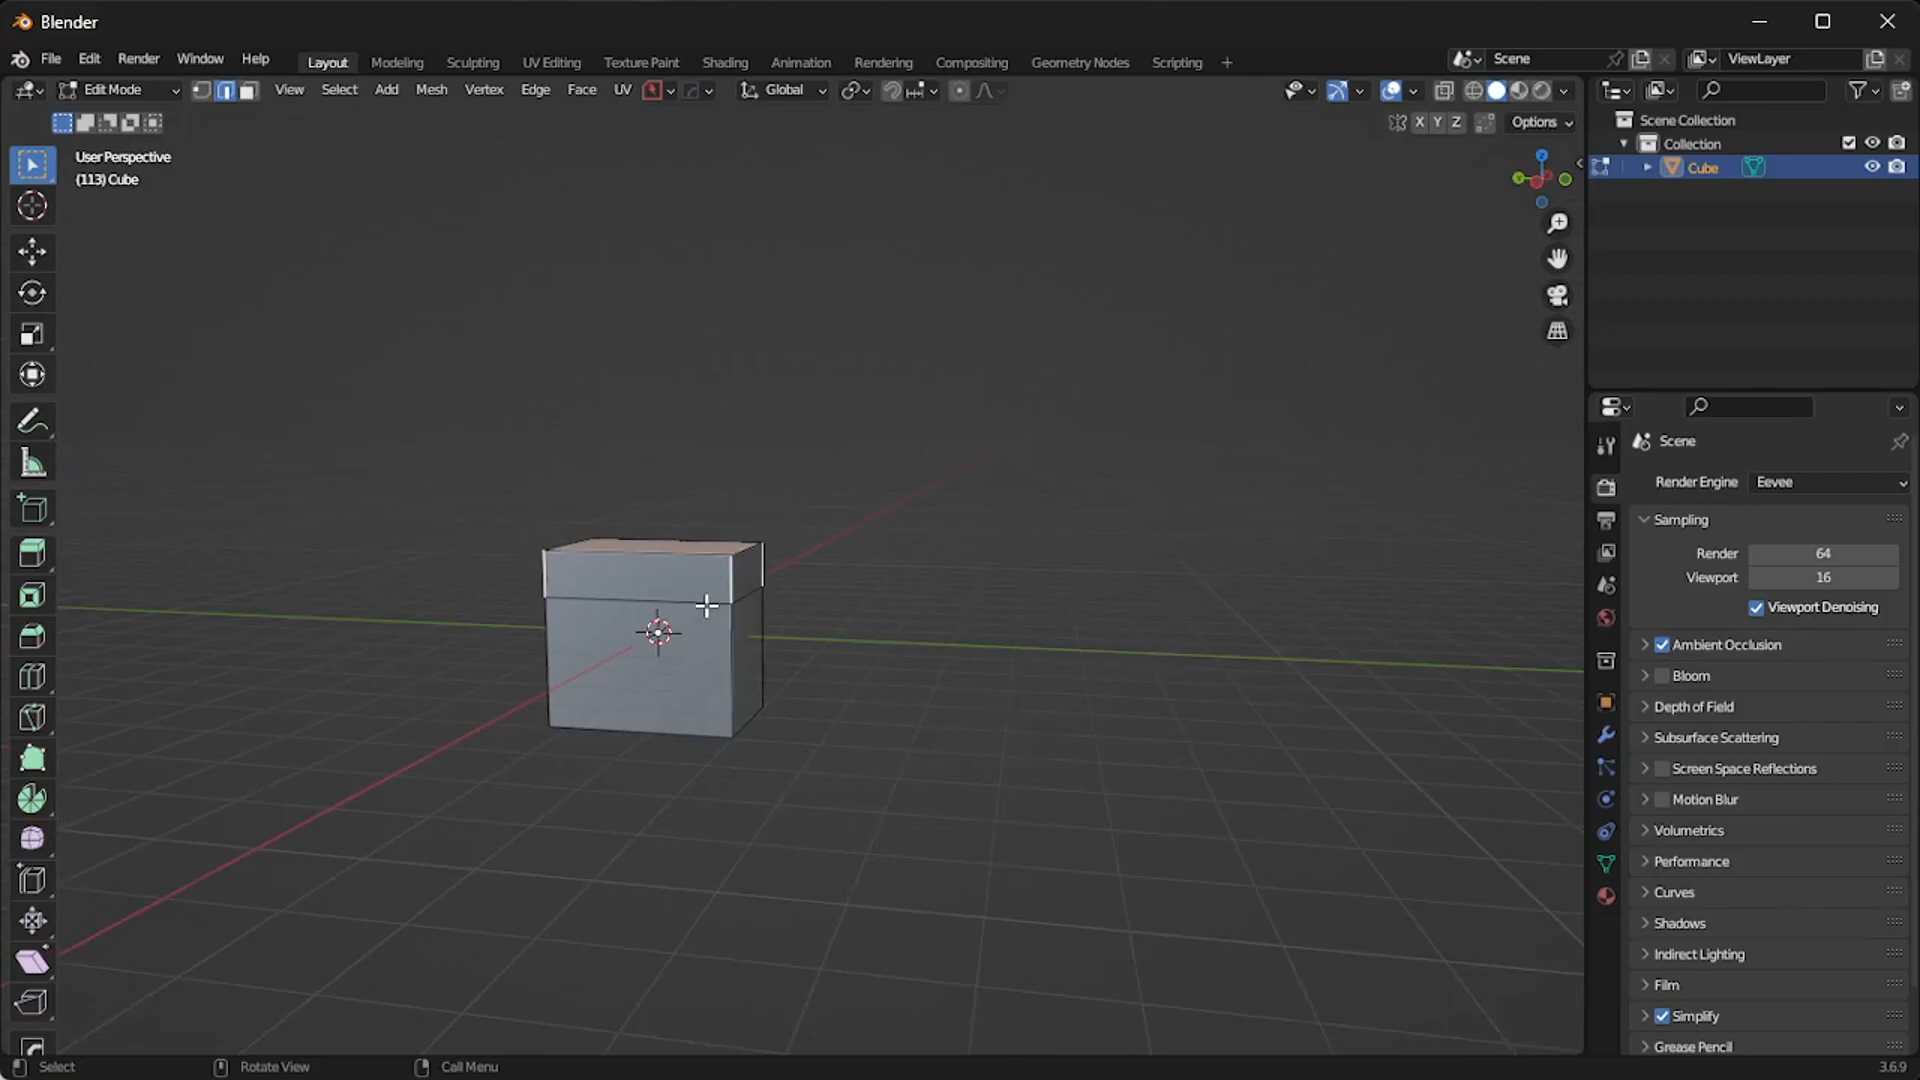 Blender
File Edit Render Window Help Layout Modeling Sculpting UV Editing Texture Paint Shading Animation Rendering Compositing Geometry Nodes Scripting + Scene ViewLayer
Edit Mode View Select Add Mesh Vertex Edge Face UV Global
X Y Z Options
User Perspective
(113) Cube
Scene Collection
Collection
Cube
Scene
Render Engine Eevee
Sampling
Render 64
Viewport 16
Viewport Denoising
Ambient Occlusion
Bloom
Depth of Field
Subsurface Scattering
Screen Space Reflections
Motion Blur
Volumetrics
Performance
Curves
Shadows
Indirect Lighting
Film
Simplify
Grease Pencil
Select Rotate View Call Menu 3.6.9